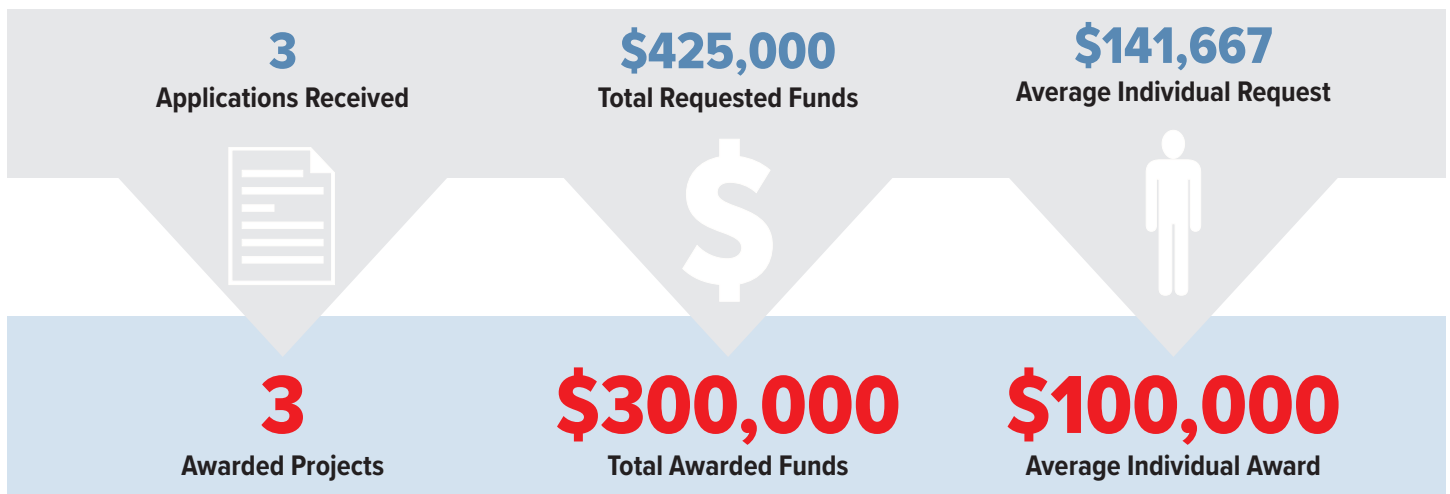 3
Applications Received
$425,000
Total Requested Funds
$141,667
Average Individual Request
$
3
Awarded Projects
$300,000
Total Awarded Funds
$100,000
Average Individual Award